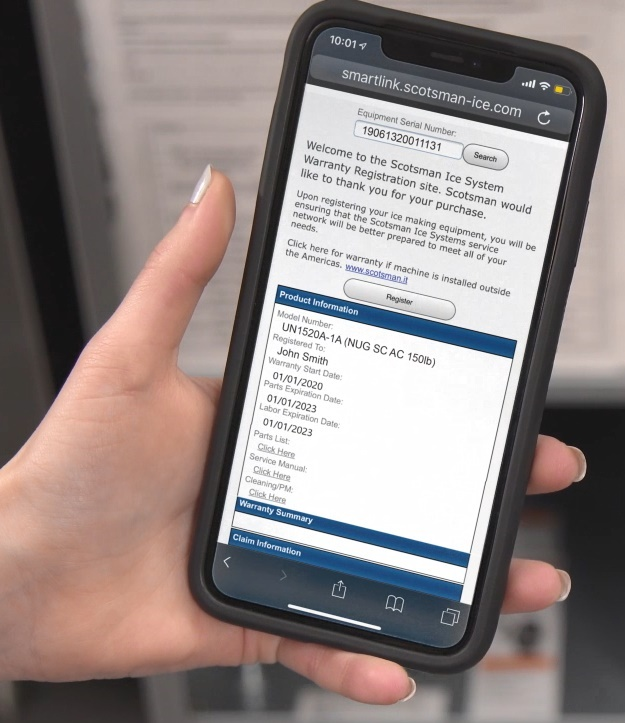 10:01
smartlink.scotsman-ice.com
Equipment Serial Number:
19061320011131
Search
Welcome to the Scotsman Ice System
Warranty Registration site. Scotsman would
like to thank you for your purchase.
Upon registering your ice making equipment, you will be
ensuring that the Scotsman Ice Systems service
network will be better prepared to meet all of your
needs.
Click here for warranty if machine is installed outside
the Americas. www.scotsman.it
Register
Product Information
Model Number:
UN1520A-1A (NUG SC AC 150lb)
Registered To:
John Smith
Warranty Start Date:
01/01/2020
Parts Expiration Date:
01/01/2023
Labor Expiration Date:
01/01/2023
Parts List:
Click Here
Service Manual:
Click Here
Cleaning/PM:
Click Here
Warranty Summary
Claim Information